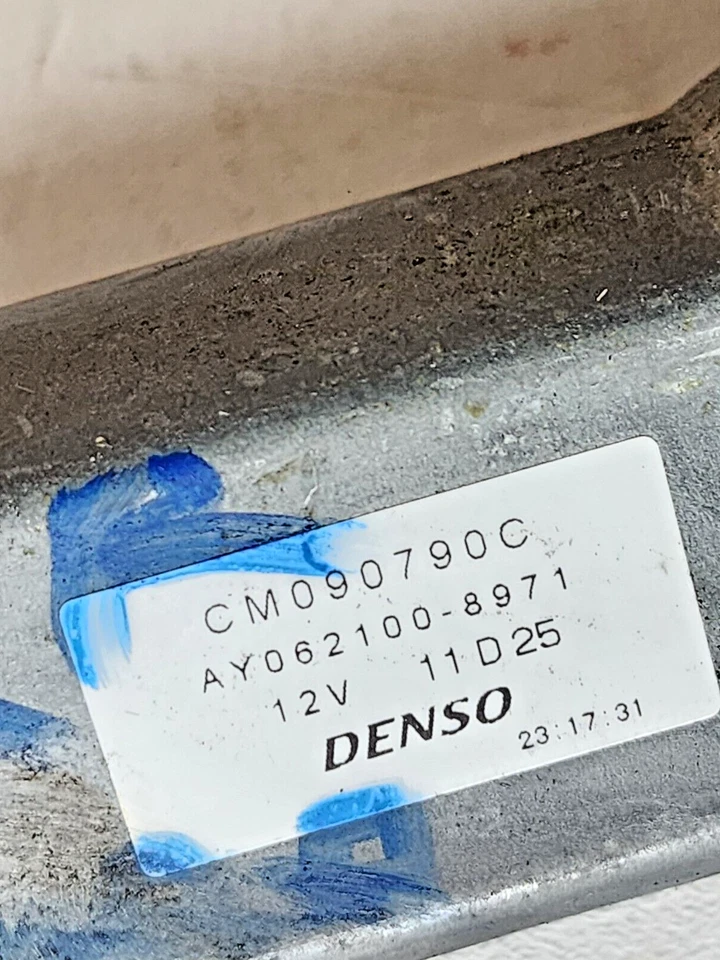 CM090790C
AY062100-8971
12V 11D25
DENSO
23:17:31